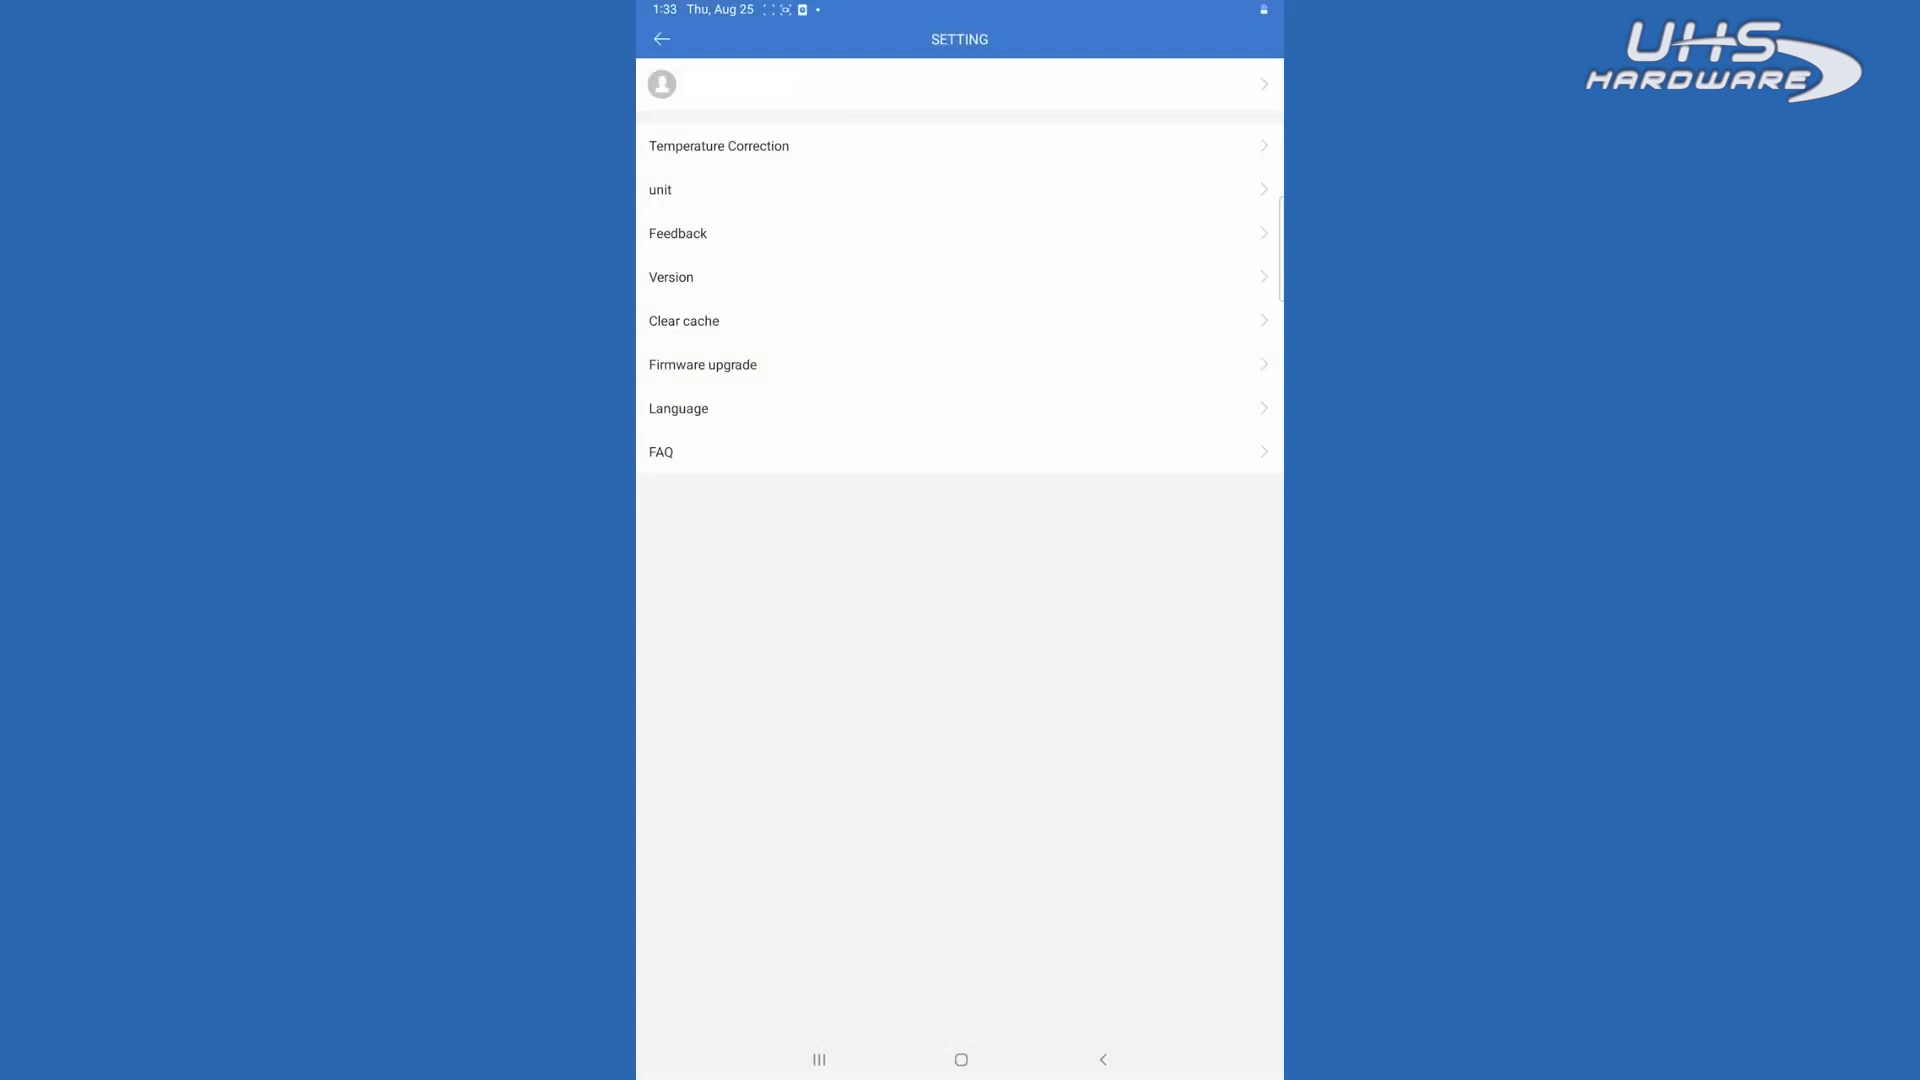 1:33 Thu, Aug 25
SETTING
UHS
HARDWARE
Temperature Correction
unit
Feedback
Version
Clear cache
Firmware upgrade
Language
FAQ